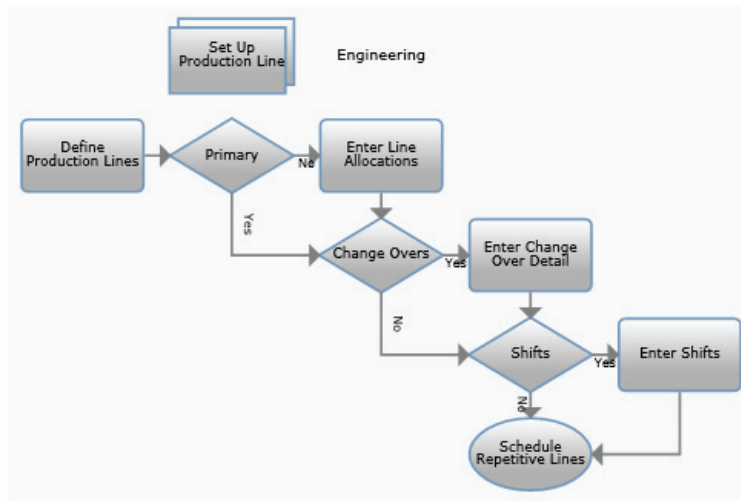 Set Up
Production Line
Engineering
Define
Production Lines
Primary
No
Enter Line
Allocations
Yes
Change Overs
Yes
Enter Change
Over Detail
No
Shifts
Yes
Enter Shifts
No
Schedule
Repetitive Lines